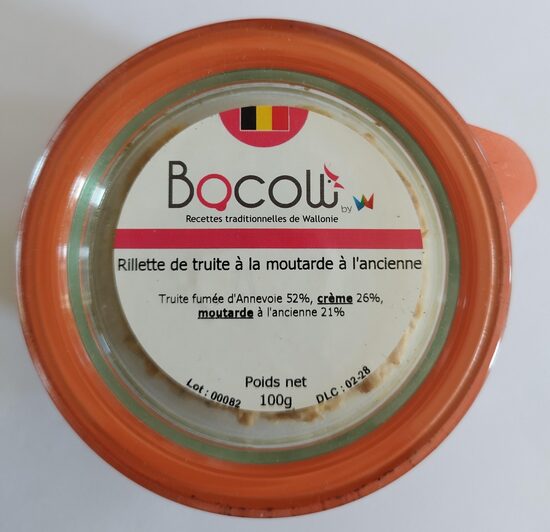 Bocolli
by W
Recettes traditionnelles de Wallonie
Rillette de truite à la moutarde à l'ancienne
Truite fumée d'Annevoie 52%, crème 26%,
moutarde à l'ancienne 21%
Lot : 00082
Poids net
100g
DLC : 02-28